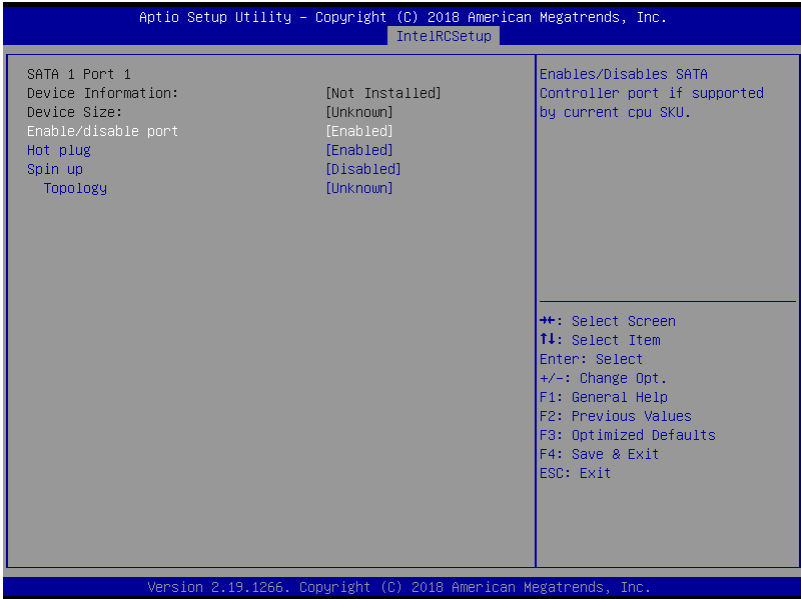 Aptio Setup Utility – Copyright (C) 2018 American Megatrends, Inc.
IntelRCSetup
SATA 1 Port 1
Device Information: [Not Installed]
Device Size: [Unknown]
Enable/disable port [Enabled]
Hot plug [Enabled]
Spin up [Disabled]
Topology [Unknown]
Enables/Disables SATA
Controller port if supported
by current cpu SKU.
→←: Select Screen
↑↓: Select Item
Enter: Select
+/-: Change Opt.
F1: General Help
F2: Previous Values
F3: Optimized Defaults
F4: Save & Exit
ESC: Exit
Version 2.19.1266. Copyright (C) 2018 American Megatrends, Inc.